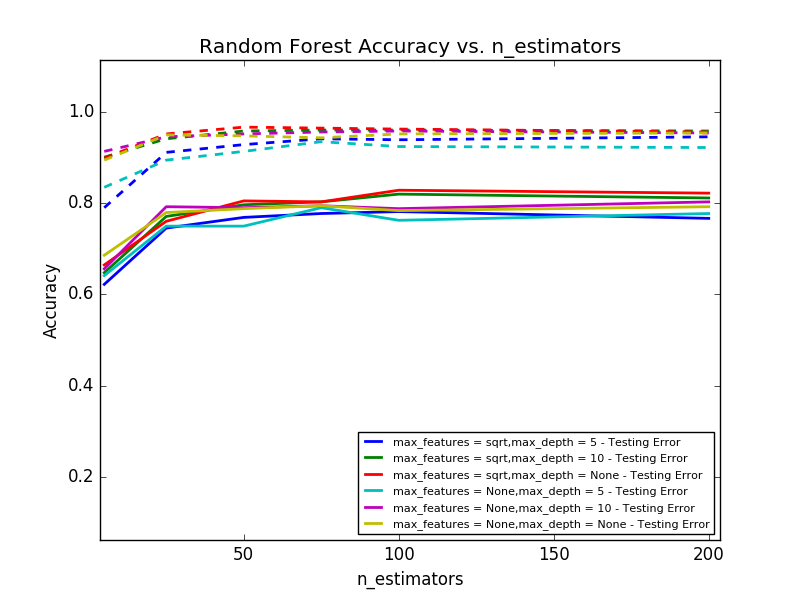 Random Forest Accuracy vs. n_estimators
1.0
0.8
0.6
0.4
0.2
Accuracy
max_features = sqrt,max_depth = 5 - Testing Error
max_features = sqrt,max_depth = 10 - Testing Error
max_features = sqrt,max_depth = None - Testing Error
max_features = None,max_depth = 5 - Testing Error
max_features = None,max_depth = 10 - Testing Error
max_features = None,max_depth = None - Testing Error
50 100 150 200
n_estimators